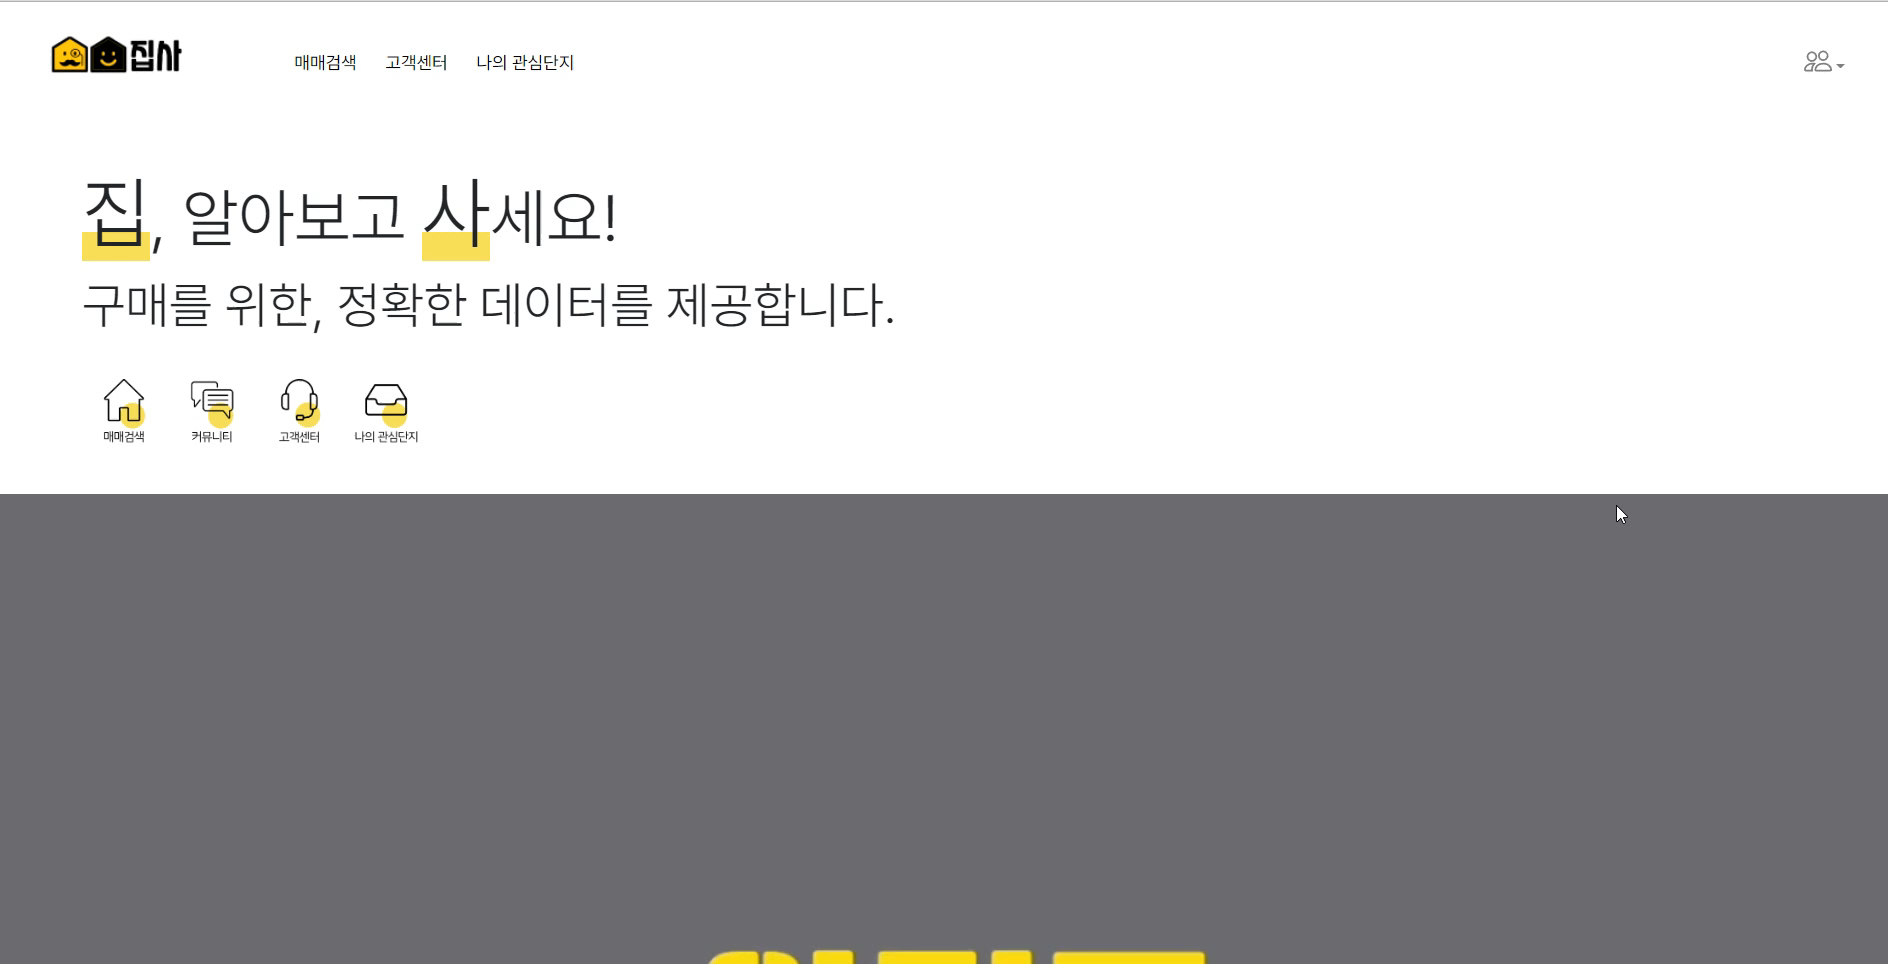 집사
매매검색 고객센터 나의 관심단지
집, 알아보고 사세요!
구매를 위한, 정확한 데이터를 제공합니다.
매매검색 커뮤니티 고객센터 나의 관심단지